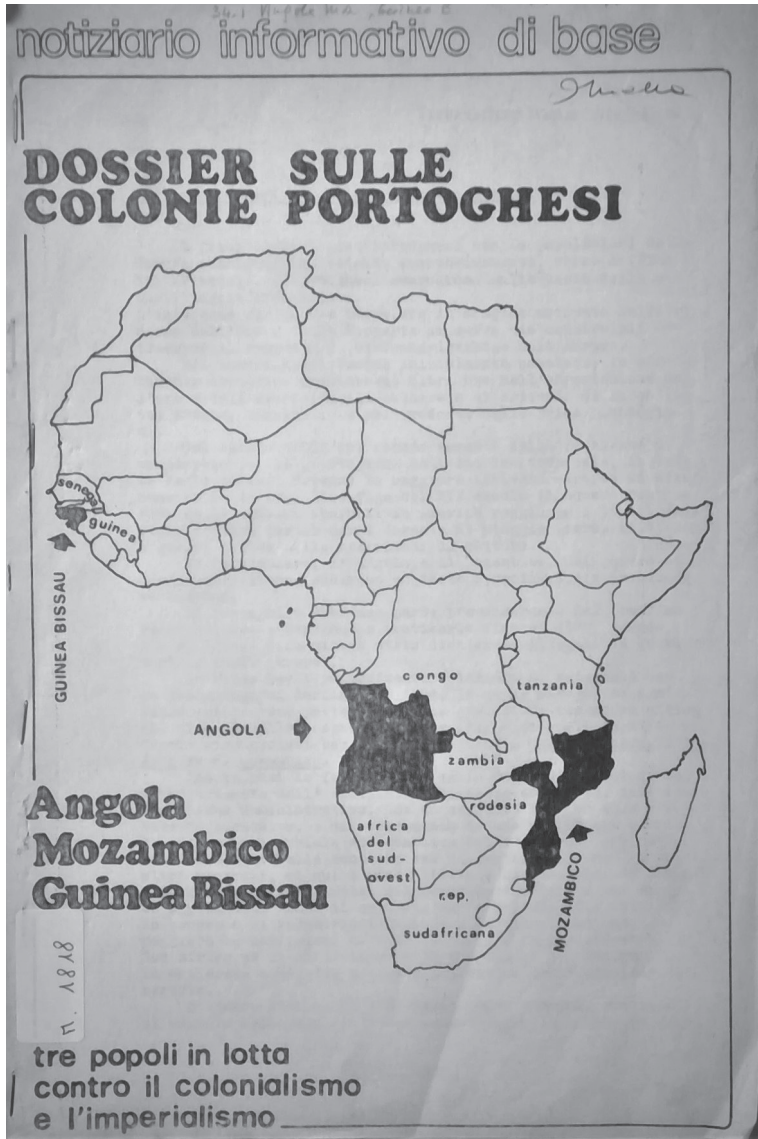 notiziario informativo di base
DOSSIER SULLE
COLONIE PORTOGHESI
senegal
guinea
GUINEA BISSAU
congo
tanzania
ANGOLA
zambia
rodesia
africa
del
sud-
ovest
rep.
sudafricana
MOZAMBICO
Angola
Mozambico
Guinea Bissau
n. 1818
tre popoli in lotta
contro il colonialismo
e l'imperialismo